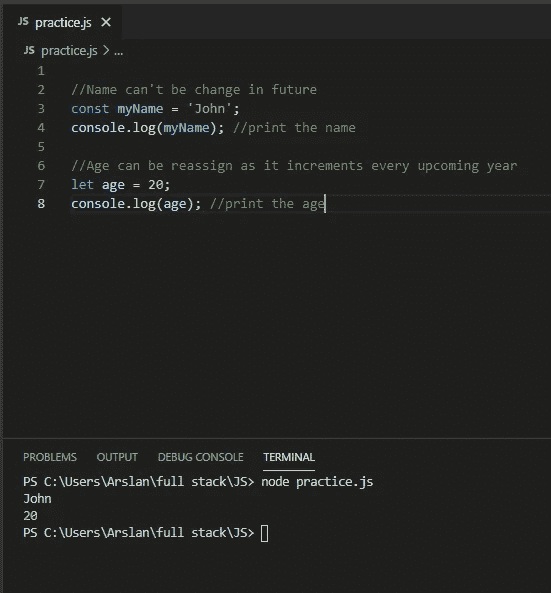 JS practice.js ×
JS practice.js > ...
1
2 //Name can't be change in future
3 const myName = 'John';
4 console.log(myName); //print the name
5
6 //Age can be reassign as it increments every upcoming year
7 let age = 20;
8 console.log(age); //print the age
PROBLEMS OUTPUT DEBUG CONSOLE TERMINAL
PS C:\Users\Arslan\full stack\JS> node practice.js
John
20
PS C:\Users\Arslan\full stack\JS>